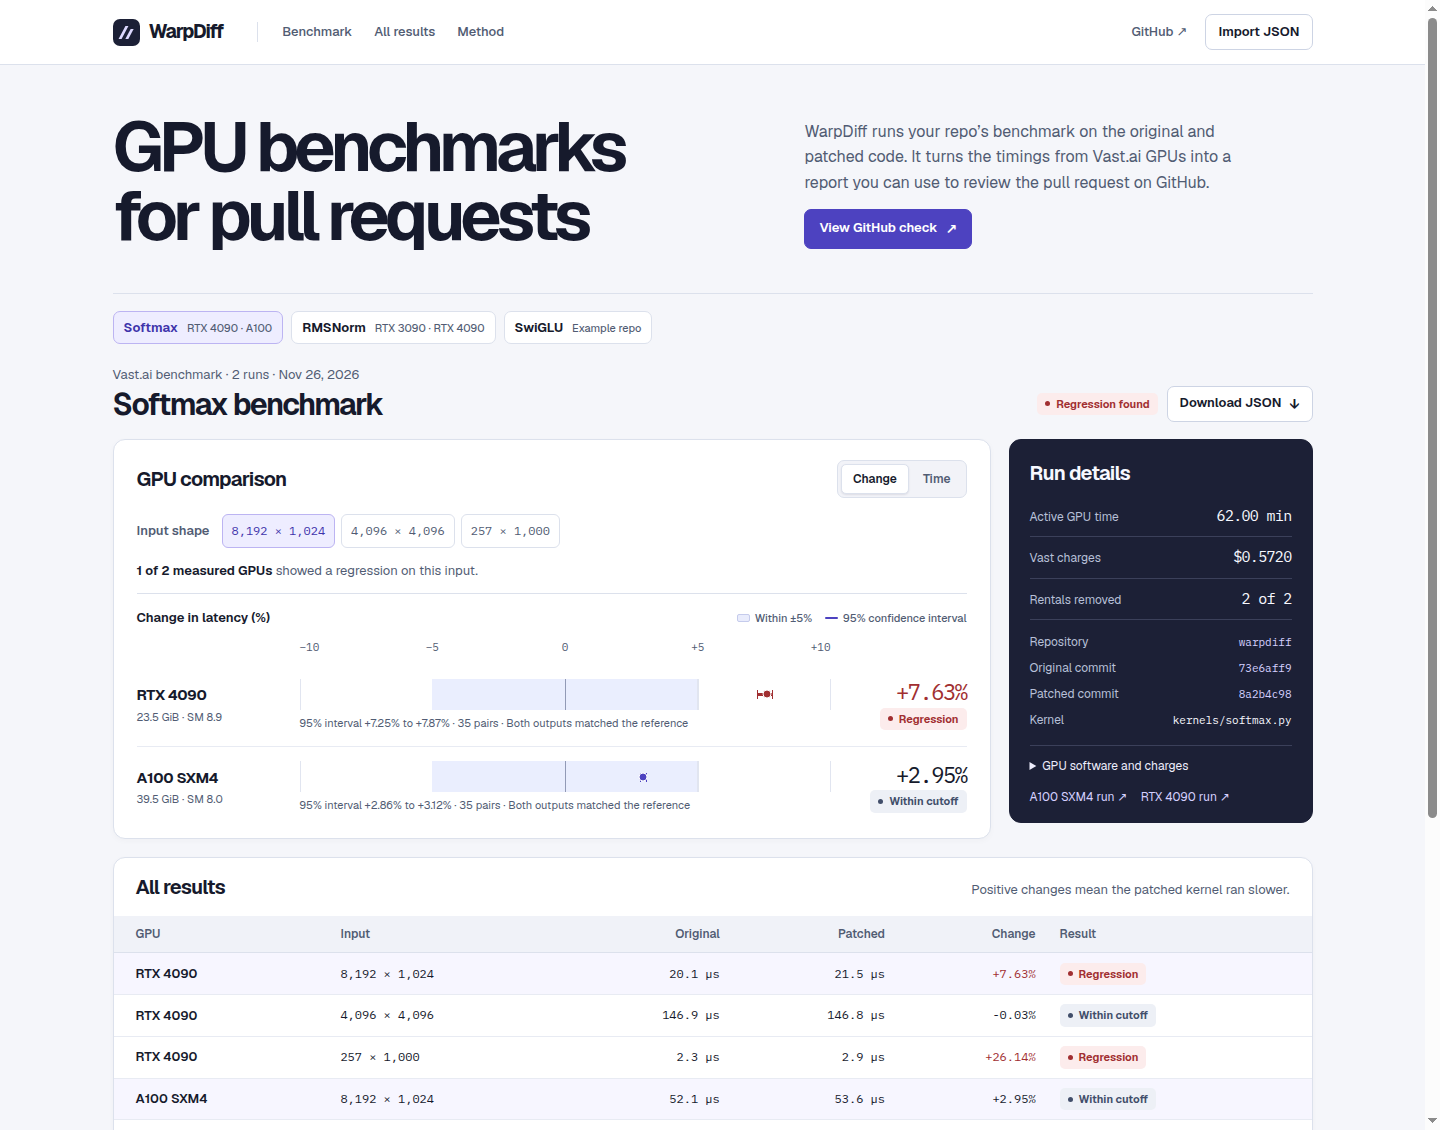 WarpDiff
Benchmark All results Method
GitHub ↗ Import JSON
GPU benchmarks
for pull requests
WarpDiff runs your repo's benchmark on the original and
patched code. It turns the timings from Vast.ai GPUs into a
report you can use to review the pull request on GitHub.
View GitHub check ↗
Softmax RTX 4090 · A100
RMSNorm RTX 3090 · RTX 4090
SwiGLU Example repo
Vast.ai benchmark · 2 runs · Nov 26, 2026
Softmax benchmark
Regression found
Download JSON ↓
GPU comparison
Change Time
Input shape 8,192 × 1,024 4,096 × 4,096 257 × 1,000
1 of 2 measured GPUs showed a regression on this input.
Change in latency (%)
Within ±5% 95% confidence interval
−10 −5 0 +5 +10
RTX 4090
23.5 GiB · SM 8.9
95% interval +7.25% to +7.87% · 35 pairs · Both outputs matched the reference
+7.63%
Regression
A100 SXM4
39.5 GiB · SM 8.0
95% interval +2.86% to +3.12% · 35 pairs · Both outputs matched the reference
+2.95%
Within cutoff
Run details
Active GPU time 62.00 min
Vast charges $0.5720
Rentals removed 2 of 2
Repository warpdiff
Original commit 73e6aff9
Patched commit 8a2b4c98
Kernel kernels/softmax.py
▶ GPU software and charges
A100 SXM4 run ↗ RTX 4090 run ↗
All results
Positive changes mean the patched kernel ran slower.
GPU Input Original Patched Change Result
RTX 4090 8,192 × 1,024 20.1 µs 21.5 µs +7.63% Regression
RTX 4090 4,096 × 4,096 146.9 µs 146.8 µs -0.03% Within cutoff
RTX 4090 257 × 1,000 2.3 µs 2.9 µs +26.14% Regression
A100 SXM4 8,192 × 1,024 52.1 µs 53.6 µs +2.95% Within cutoff